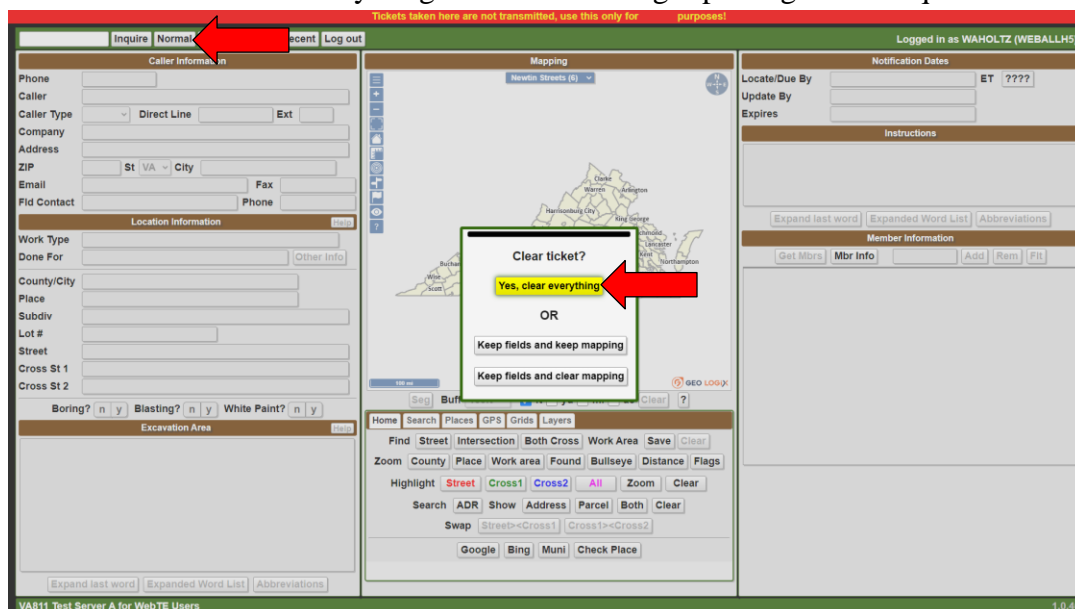 Tickets taken here are not transmitted, use this only for purposes!
Inquire Normal ecent Log out Logged in as WAHOLTZ (WEBALLH5)
Caller Information
Phone
Caller
Caller Type Direct Line Ext
Company
Address
ZIP St VA City
Email Fax
Fld Contact Phone
Location Information Help
Work Type
Done For Other Info
County/City
Place
Subdiv
Lot #
Street
Cross St 1
Cross St 2
Boring? n y Blasting? n y White Paint? n y
Excavation Area Help
Expand last word Expanded Word List Abbreviations
Mapping
Newtin Streets (6)
N
Clarke
Warren Arlington
Harrisonburg City King George
Lancaster
Kent Northampton
Buchan
Wise
Scott
100 mi GEO LOGIX
Clear ticket?
Yes, clear everything
OR
Keep fields and keep mapping
Keep fields and clear mapping
Seg Buff Clear ?
Home Search Places GPS Grids Layers
Find Street Intersection Both Cross Work Area Save Clear
Zoom County Place Work area Found Bullseye Distance Flags
Highlight Street Cross1 Cross2 All Zoom Clear
Search ADR Show Address Parcel Both Clear
Swap Street><Cross1 Cross1><Cross2
Google Bing Muni Check Place
Notification Dates
Locate/Due By ET ????
Update By
Expires
Instructions
Expand last word Expanded Word List Abbreviations
Member Information
Get Mbrs Mbr Info Add Rem Flt
VA811 Test Server A for WebTE Users 1.0.4